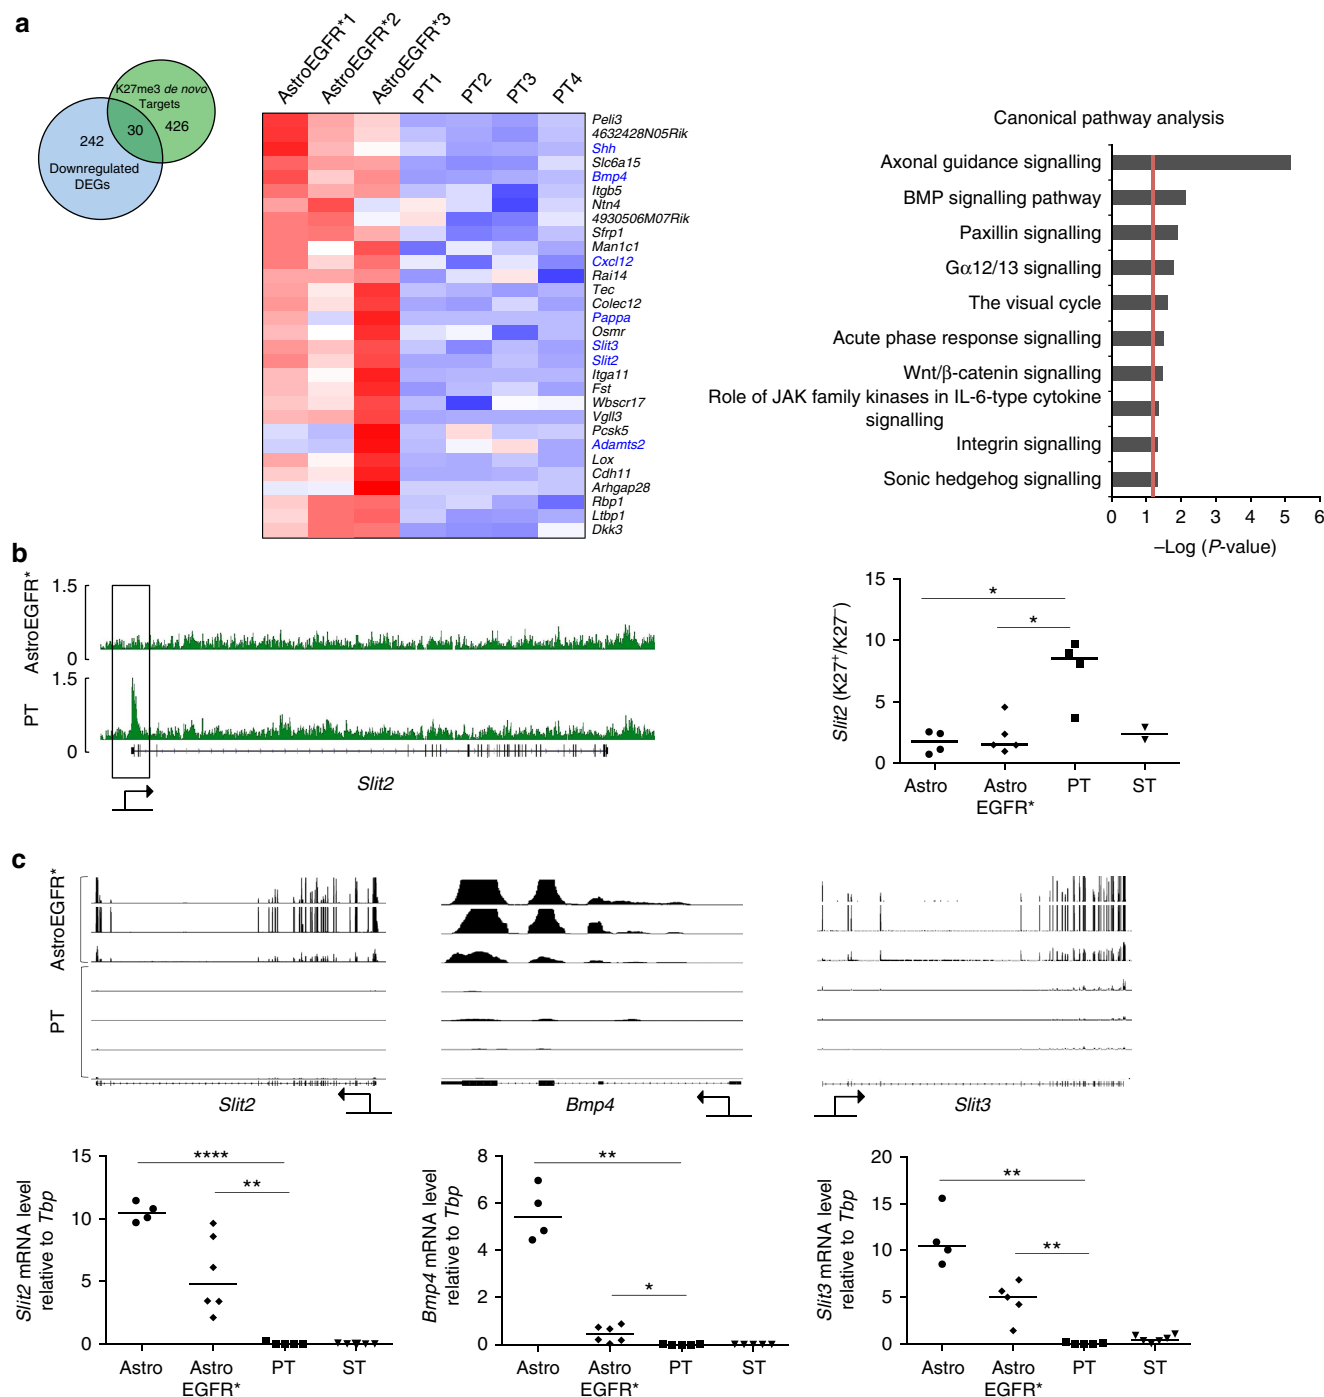 a
K27me3 de novo
Targets
242
30
426
Downregulated
DEGs
AstroEGFR*1
AstroEGFR*2
AstroEGFR*3
PT1
PT2
PT3
PT4
Peli3
4632428N05Rik
Shh
Slc6a15
Bmp4
Itgb5
Ntn4
4930506M07Rik
Sfrp1
Man1c1
Cxcl12
Rai14
Tec
Colec12
Pappa
Osmr
Slit3
Slit2
Itga11
Fst
Wbscr17
Vgll3
Pcsk5
Adamts2
Lox
Cdh11
Arhgap28
Rbp1
Ltbp1
Dkk3
Canonical pathway analysis
Axonal guidance signalling
BMP signalling pathway
Paxillin signalling
Gα12/13 signalling
The visual cycle
Acute phase response signalling
Wnt/β-catenin signalling
Role of JAK family kinases in IL-6-type cytokine
signalling
Integrin signalling
Sonic hedgehog signalling
0 1 2 3 4 5 6
–Log (P-value)
b
AstroEGFR*
1.5
0
PT
1.5
0
Slit2
Slit2 (K27+/K27–)
15
10
5
0
*
*
Astro
Astro
EGFR*
PT
ST
c
AstroEGFR*
PT
Slit2
Bmp4
Slit3
Slit2 mRNA level
relative to Tbp
15
10
5
0
****
**
Astro
Astro
EGFR*
PT
ST
Bmp4 mRNA level
relative to Tbp
8
6
4
2
0
**
*
Astro
Astro
EGFR*
PT
ST
Slit3 mRNA level
relative to Tbp
20
15
10
5
0
**
**
Astro
Astro
EGFR*
PT
ST